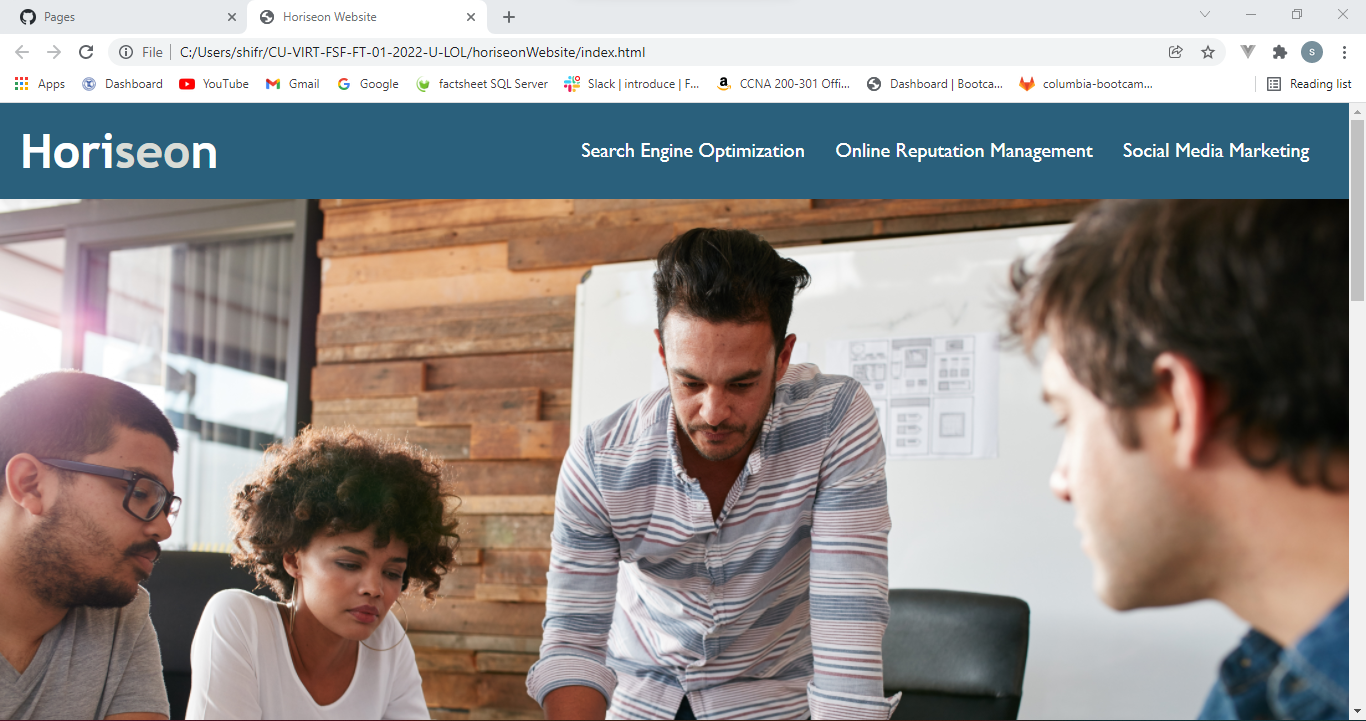 Pages
Horiseon Website
File
C:/Users/shifr/CU-VIRT-FSF-FT-01-2022-U-LOL/horiseonWebsite/index.html
S
Apps
Dashboard
YouTube
Gmail
Google
factsheet SQL Server
Slack | introduce | F...
CCNA 200-301 Offi...
Dashboard | Bootca...
columbia-bootcam...
Reading list
Horiseon
Search Engine Optimization
Online Reputation Management
Social Media Marketing